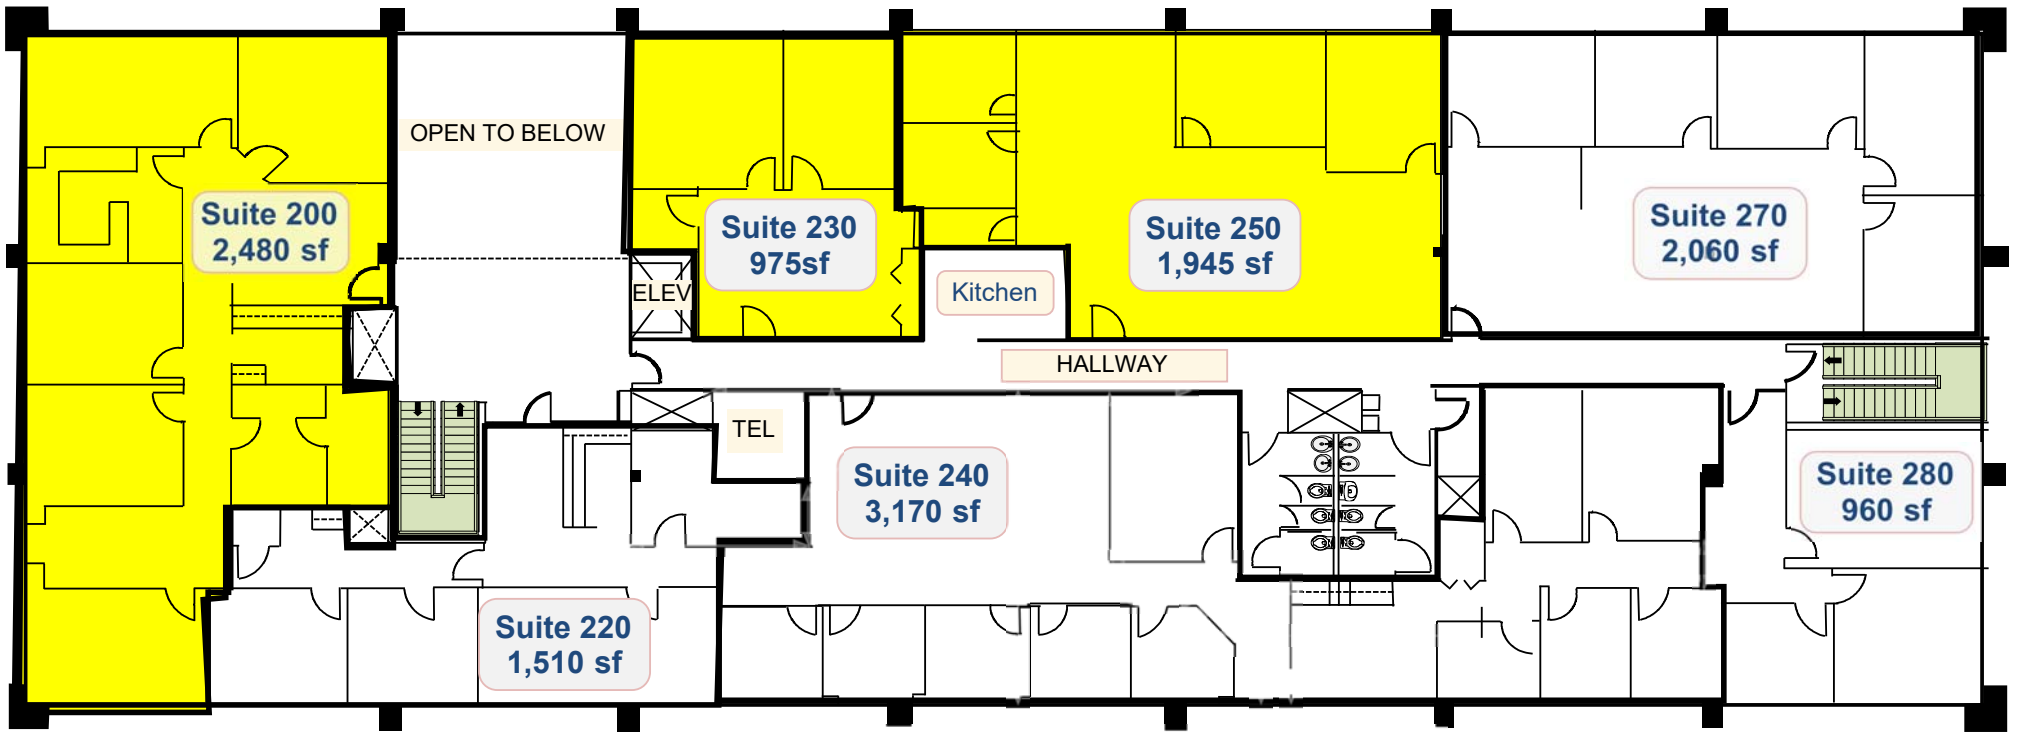 OPEN TO BELOW
Suite 200
2,480 sf
Suite 230
975sf
Suite 250
1,945 sf
Suite 270
2,060 sf
ELEV
Kitchen
HALLWAY
TEL
Suite 240
3,170 sf
Suite 280
960 sf
Suite 220
1,510 sf